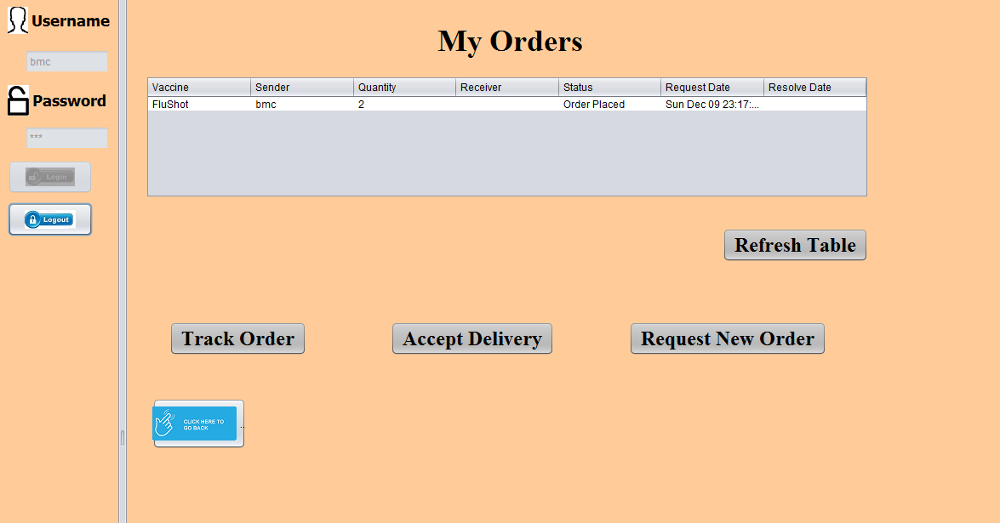 Username
bmc
Password
***
Login
Logout
My Orders
Vaccine Sender Quantity Receiver Status Request Date Resolve Date
FluShot bmc 2 Order Placed Sun Dec 09 23:17:...
Refresh Table
Track Order Accept Delivery Request New Order
CLICK HERE TO
GO BACK
..